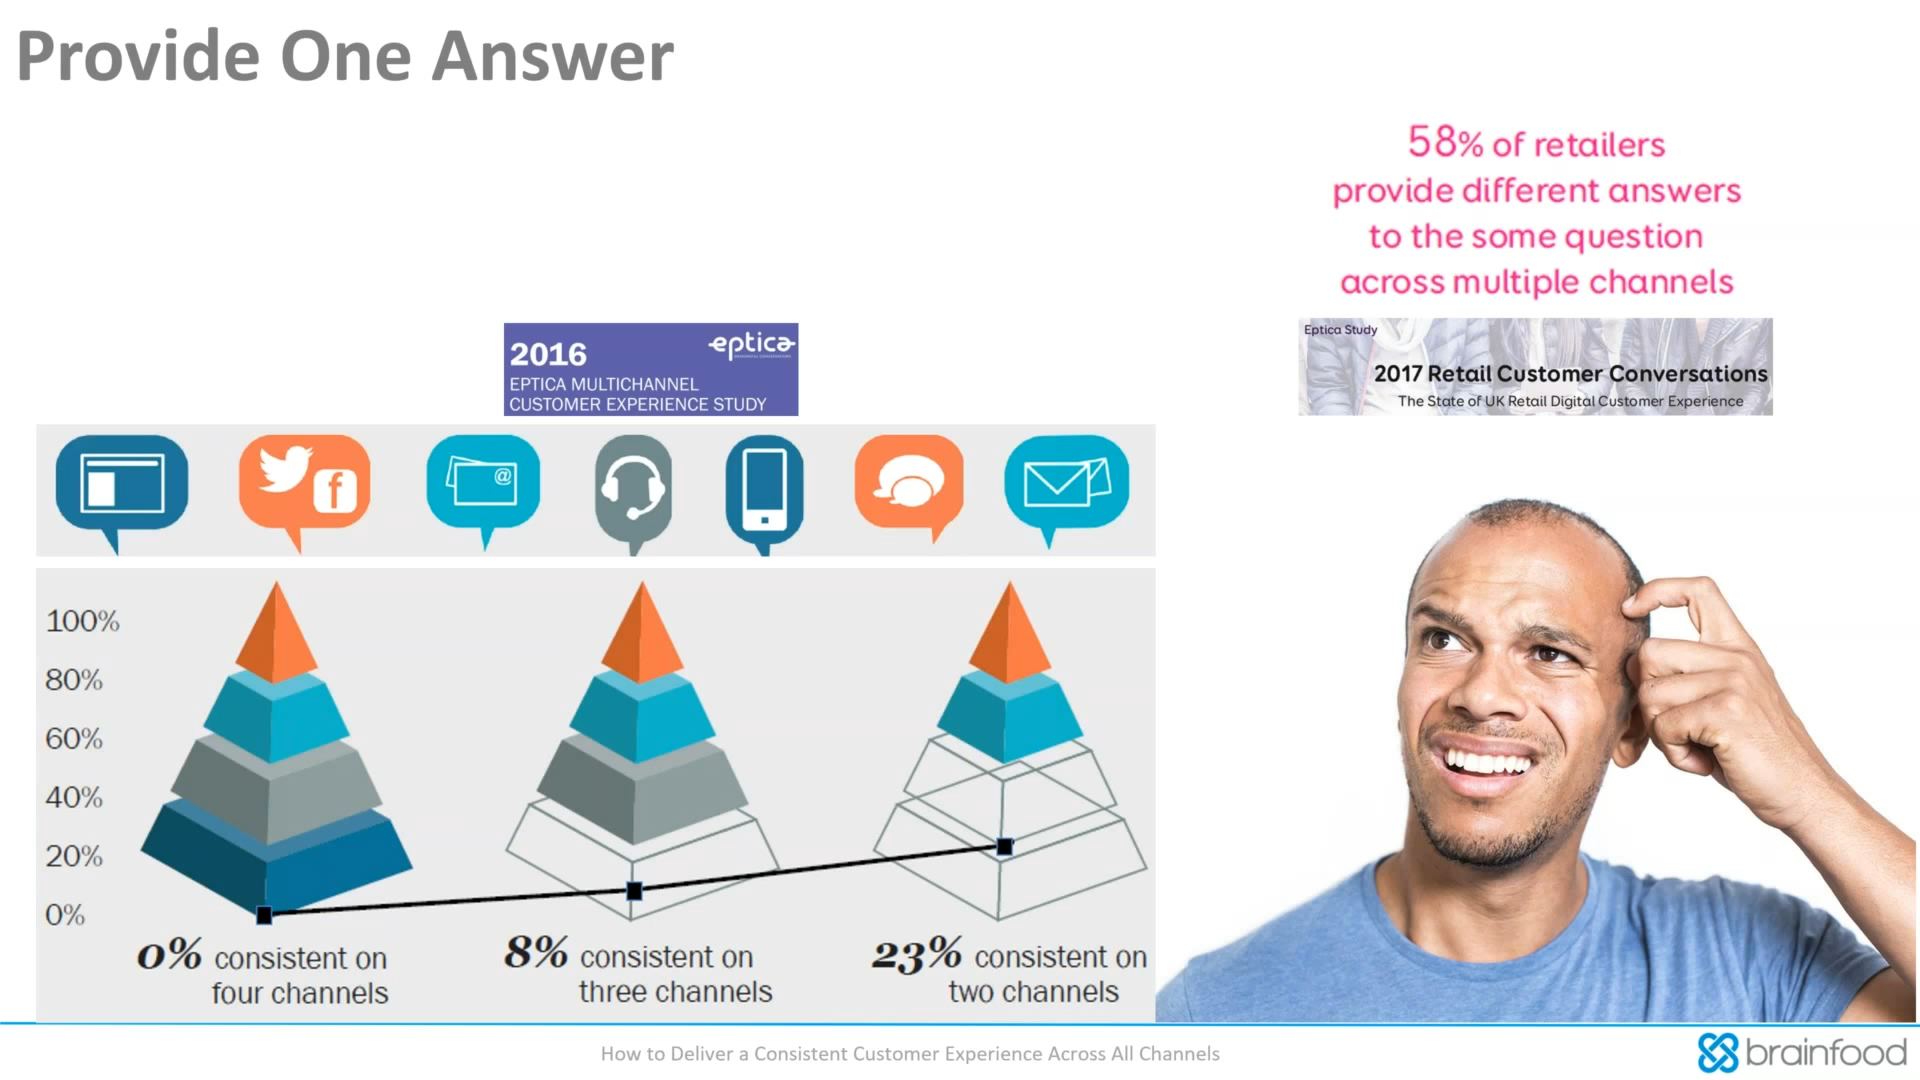 Provide One Answer
58% of retailers
provide different answers
to the some question
across multiple channels
2016
eptica
EPTICA MULTICHANNEL
CUSTOMER EXPERIENCE STUDY
Eptica Study
2017 Retail Customer Conversations
The State of UK Retail Digital Customer Experience
f
@
100%
80%
60%
40%
20%
0%
0% consistent on
four channels
8% consistent on
three channels
23% consistent on
two channels
How to Deliver a Consistent Customer Experience Across All Channels
brainfood